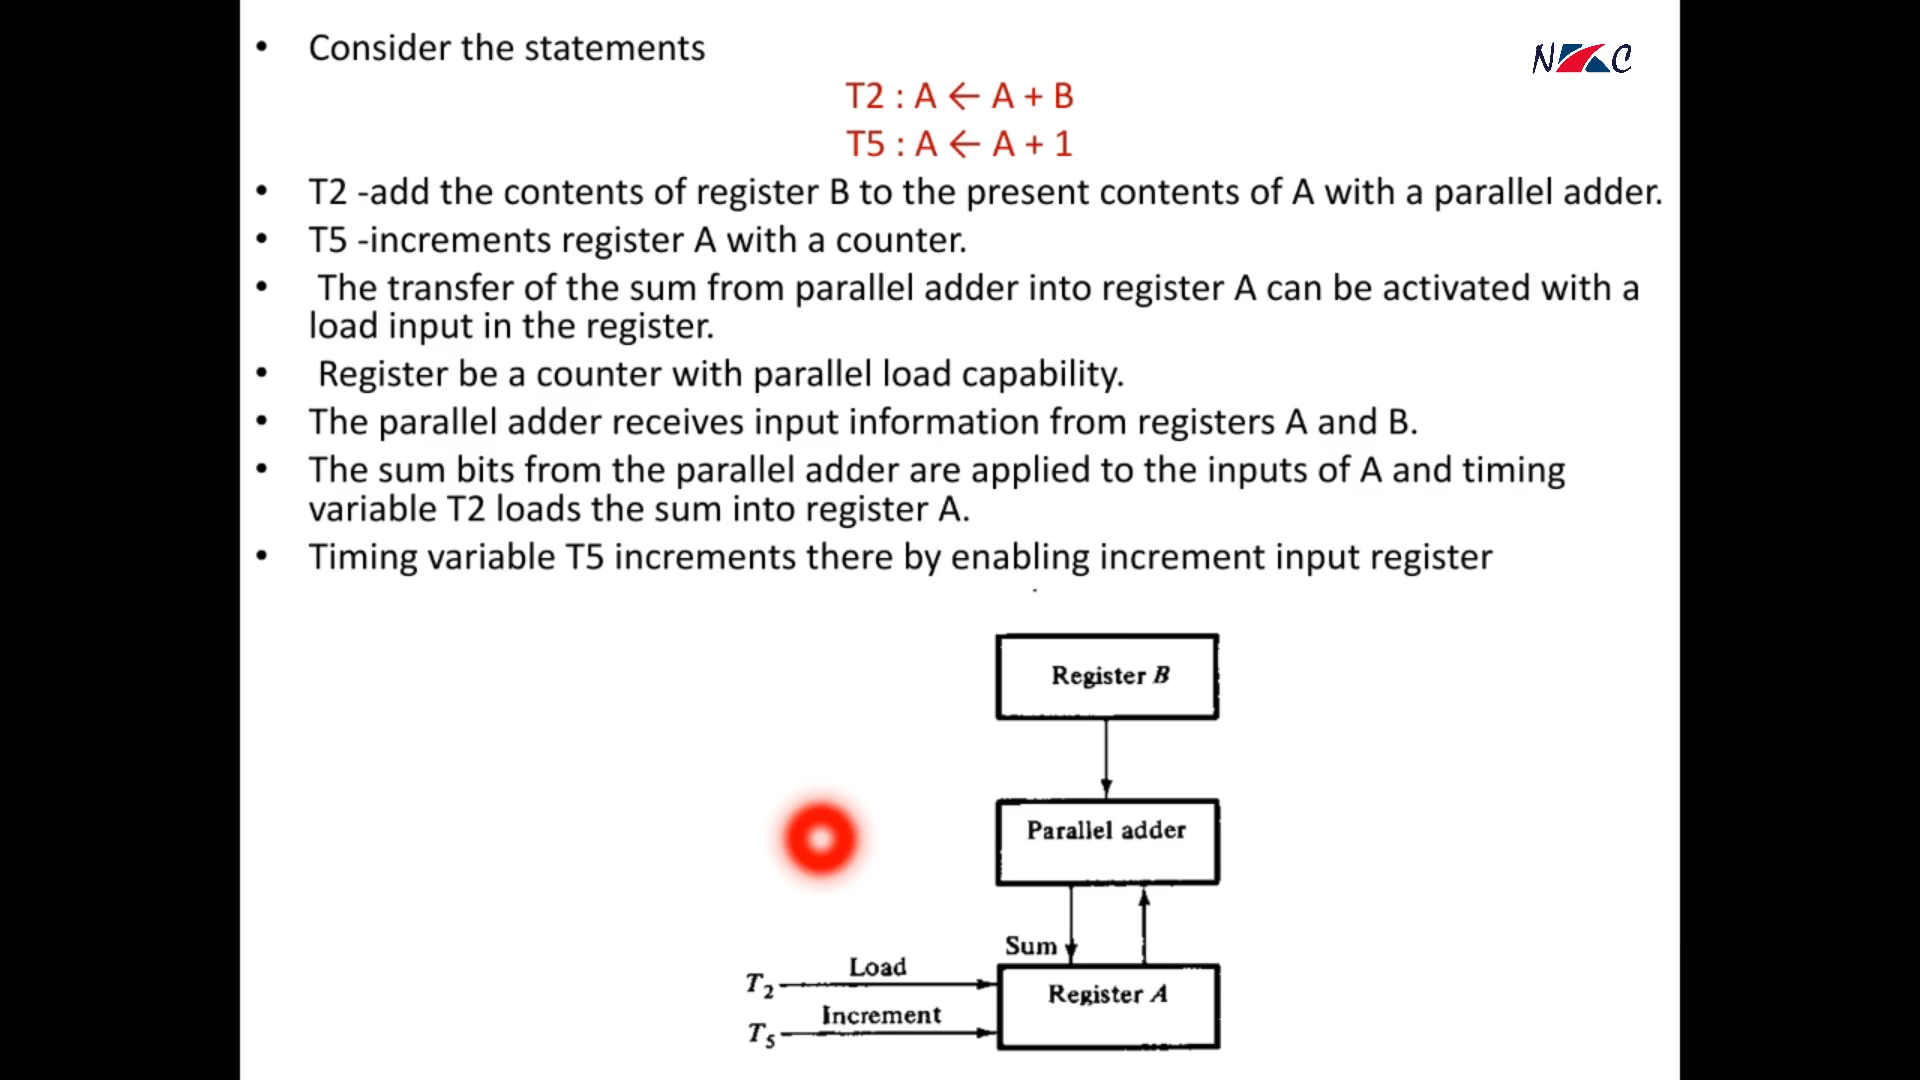 • Consider the statements
T2 : A ← A + B
T5 : A ← A + 1
• T2 -add the contents of register B to the present contents of A with a parallel adder.
• T5 -increments register A with a counter.
• The transfer of the sum from parallel adder into register A can be activated with a
load input in the register.
• Register be a counter with parallel load capability.
• The parallel adder receives input information from registers A and B.
• The sum bits from the parallel adder are applied to the inputs of A and timing
variable T2 loads the sum into register A.
• Timing variable T5 increments there by enabling increment input register
Register B
Parallel adder
Sum
Load
T₂
Register A
Increment
T₅